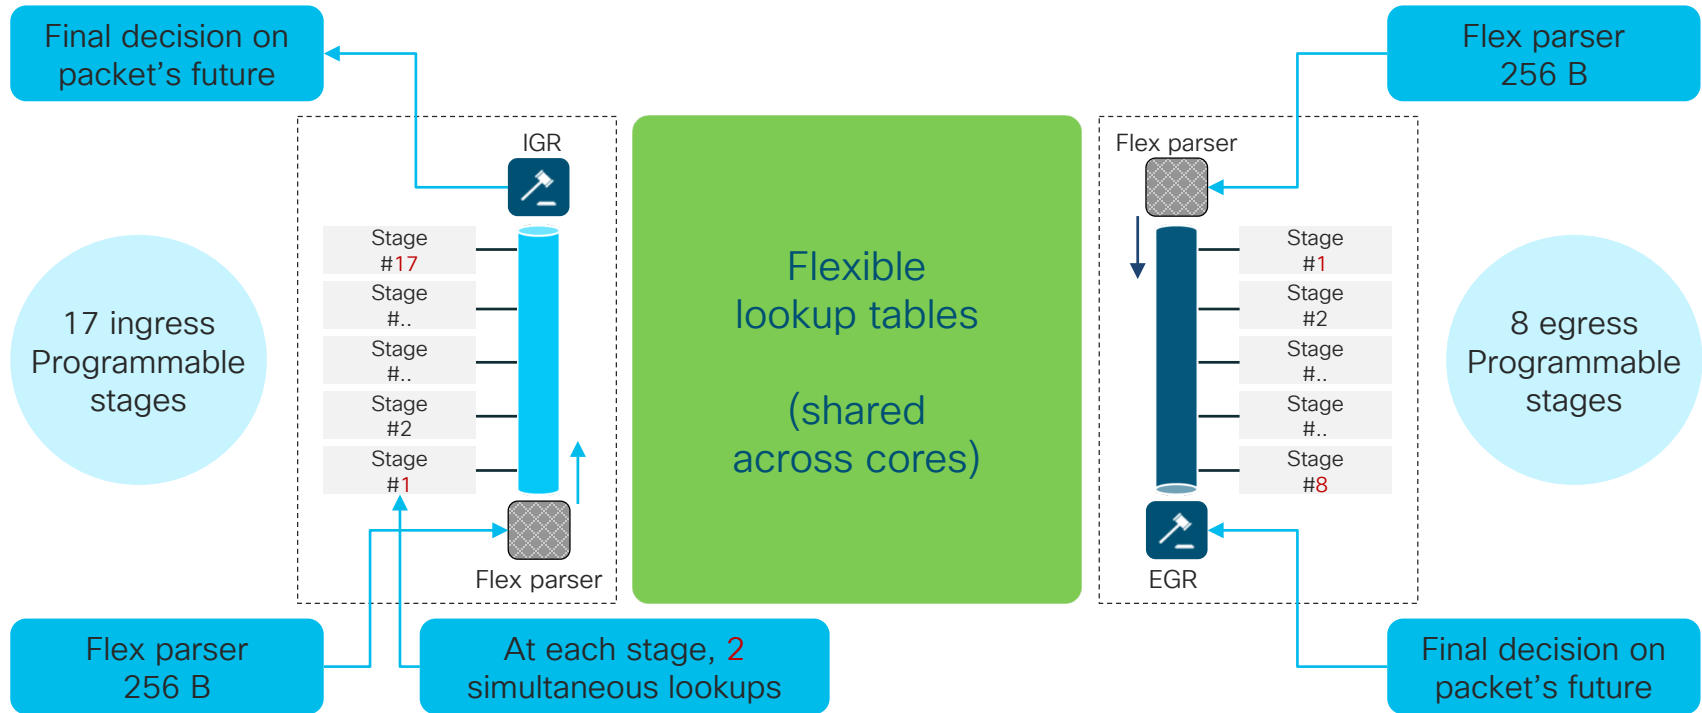 Final decision on
packet's future
Flex parser
256 B
IGR
Flex parser
Stage
#17
Stage
#..
Stage
#..
Stage
#2
Stage
#1
Flex parser
17 ingress
Programmable
stages
Flexible
lookup tables
(shared
across cores)
Stage
#1
Stage
#2
Stage
#..
Stage
#..
Stage
#8
EGR
8 egress
Programmable
stages
Flex parser
256 B
At each stage, 2
simultaneous lookups
Final decision on
packet's future